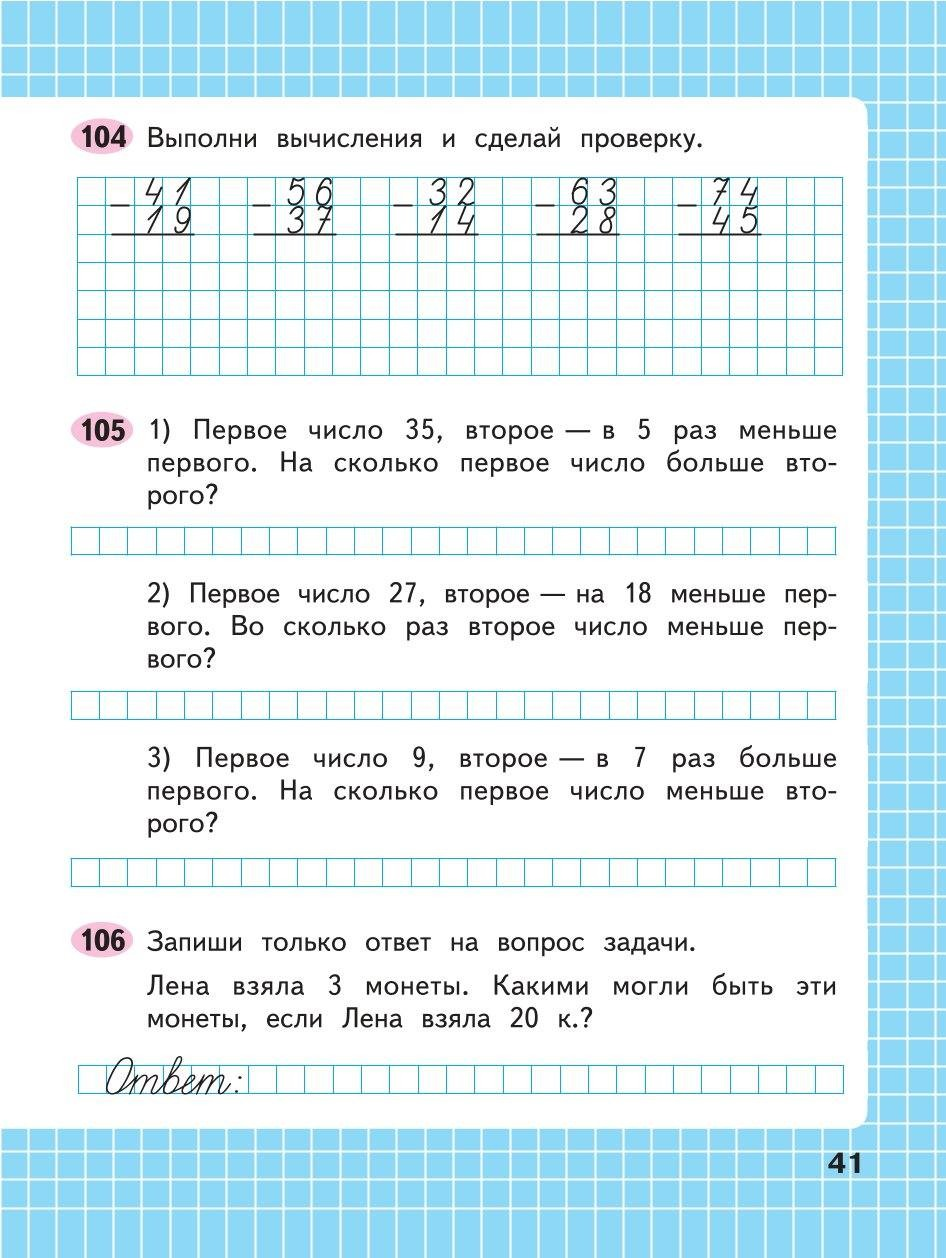 104 Выполни вычисления и сделай проверку.
– 41 – 56 – 32 – 63 – 74
19 37 14 28 45
105 1) Первое число 35, второе — в 5 раз меньше
первого. На сколько первое число больше вто-
рого?
2) Первое число 27, второе — на 18 меньше пер-
вого. Во сколько раз второе число меньше пер-
вого?
3) Первое число 9, второе — в 7 раз больше
первого. На сколько первое число меньше вто-
рого?
106 Запиши только ответ на вопрос задачи.
Лена взяла 3 монеты. Какими могли быть эти
монеты, если Лена взяла 20 к.?
Ответ:
41